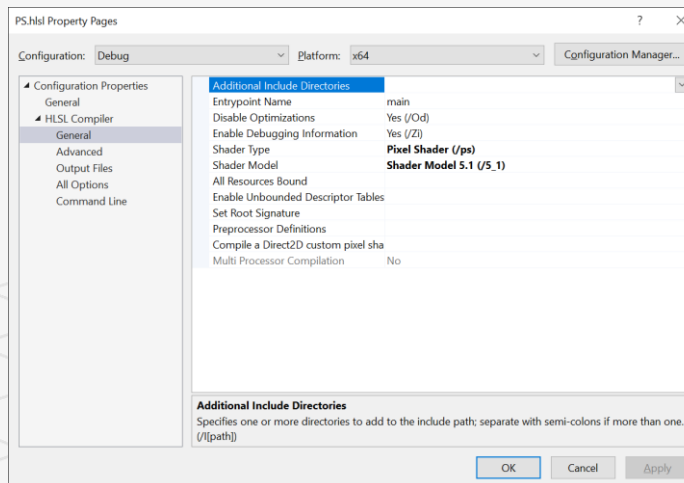 PS.hlsl Property Pages
Configuration: Debug Platform: x64 Configuration Manager...
Configuration Properties
General
HLSL Compiler
General
Advanced
Output Files
All Options
Command Line
Additional Include Directories
Entrypoint Name main
Disable Optimizations Yes (/Od)
Enable Debugging Information Yes (/Zi)
Shader Type Pixel Shader (/ps)
Shader Model Shader Model 5.1 (/5_1)
All Resources Bound
Enable Unbounded Descriptor Tables
Set Root Signature
Preprocessor Definitions
Compile a Direct2D custom pixel sha
Multi Processor Compilation No
Additional Include Directories
Specifies one or more directories to add to the include path; separate with semi-colons if more than one.
(/I[path])
OK Cancel Apply